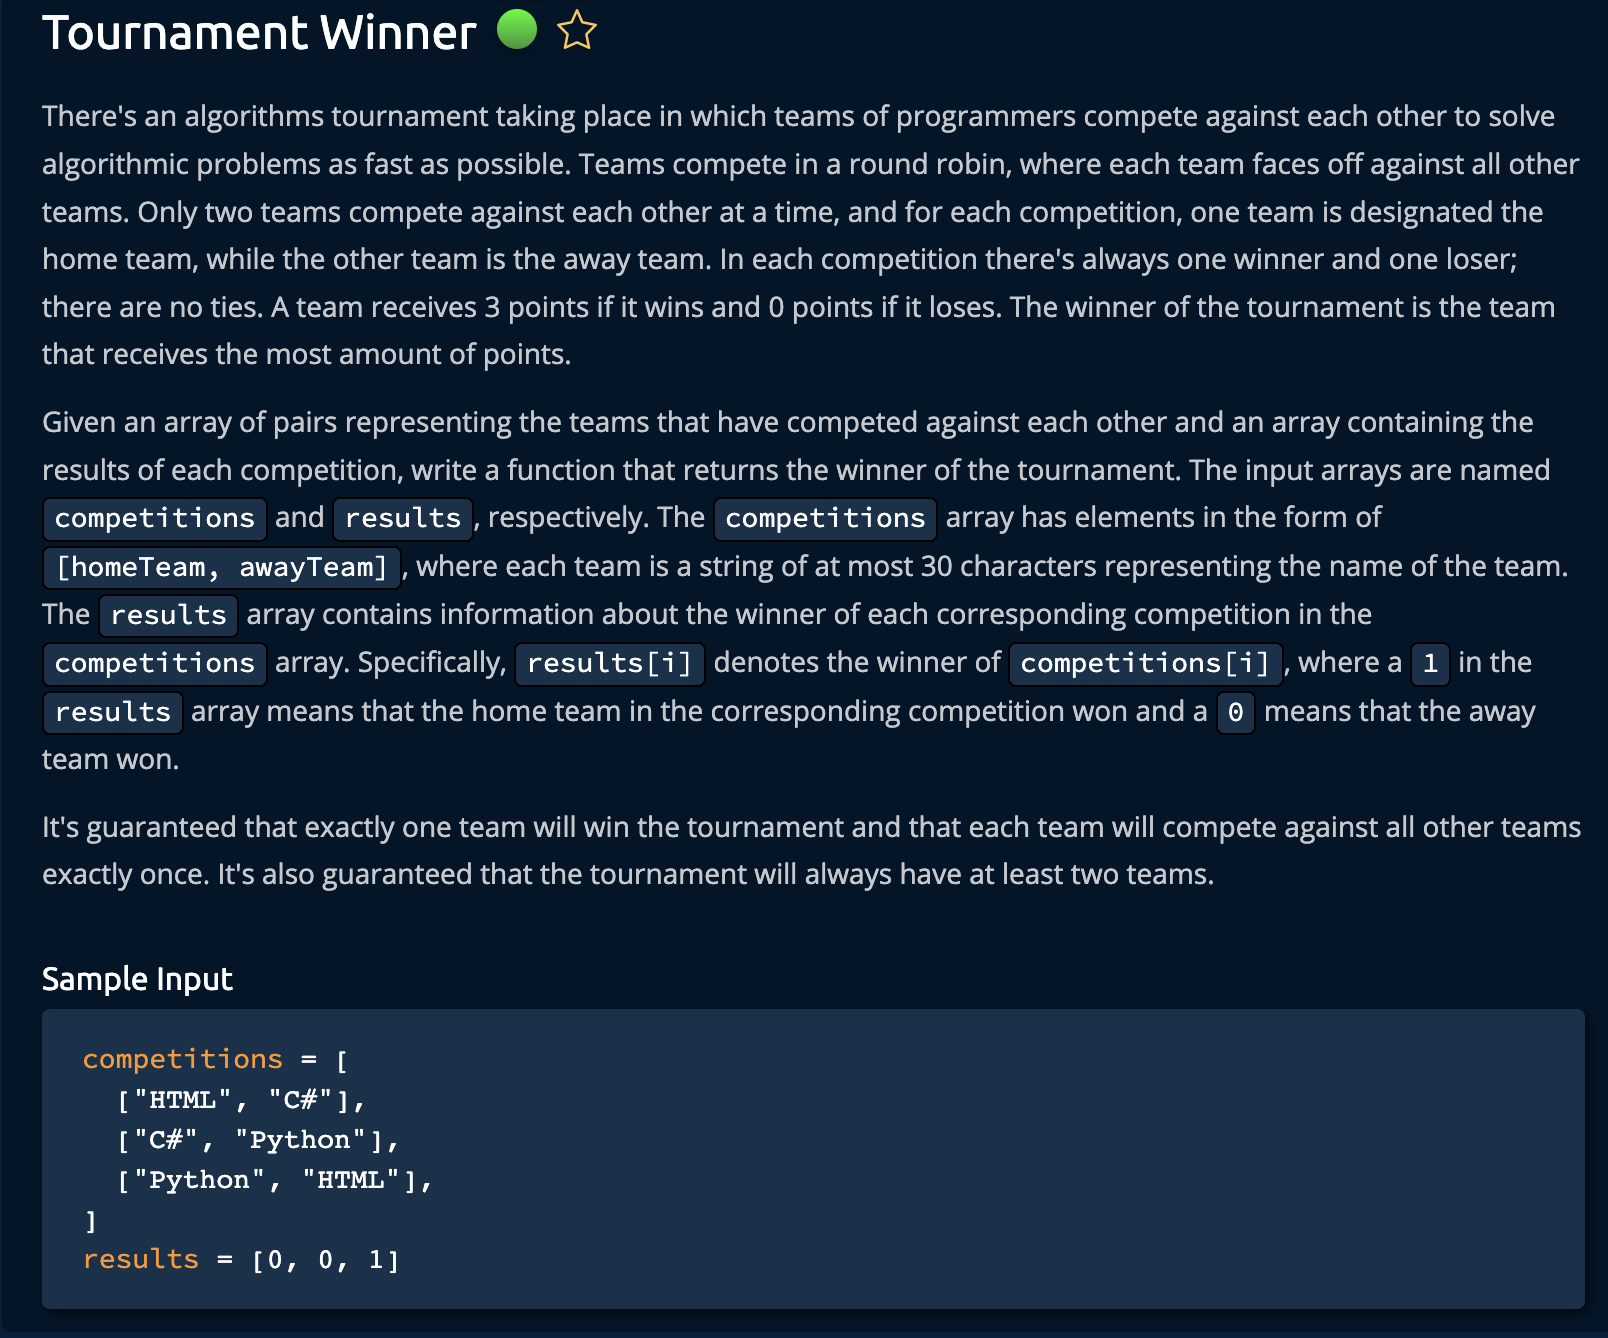 Tournament Winner
There's an algorithms tournament taking place in which teams of programmers compete against each other to solve
algorithmic problems as fast as possible. Teams compete in a round robin, where each team faces off against all other
teams. Only two teams compete against each other at a time, and for each competition, one team is designated the
home team, while the other team is the away team. In each competition there's always one winner and one loser;
there are no ties. A team receives 3 points if it wins and 0 points if it loses. The winner of the tournament is the team
that receives the most amount of points.
Given an array of pairs representing the teams that have competed against each other and an array containing the
results of each competition, write a function that returns the winner of the tournament. The input arrays are named
competitions and results, respectively. The competitions array has elements in the form of
[homeTeam, awayTeam], where each team is a string of at most 30 characters representing the name of the team.
The results array contains information about the winner of each corresponding competition in the
competitions array. Specifically, results[i] denotes the winner of competitions[i], where a 1 in the
results array means that the home team in the corresponding competition won and a 0 means that the away
team won.
It's guaranteed that exactly one team will win the tournament and that each team will compete against all other teams
exactly once. It's also guaranteed that the tournament will always have at least two teams.
Sample Input
competitions = [
  ["HTML", "C#"],
  ["C#", "Python"],
  ["Python", "HTML"],
]
results = [0, 0, 1]